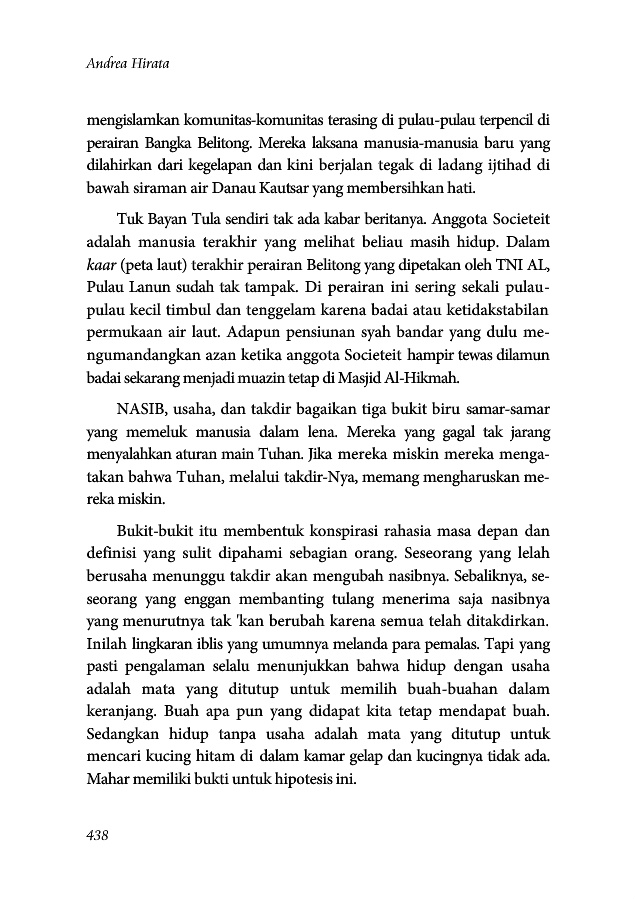 Andrea Hirata
mengislamkan komunitas-komunitas terasing di pulau-pulau terpencil di
perairan Bangka Belitong. Mereka laksana manusia-manusia baru yang
dilahirkan dari kegelapan dan kini berjalan tegak di ladang ijtihad di
bawah siraman air Danau Kautsar yang membersihkan hati.
Tuk Bayan Tula sendiri tak ada kabar beritanya. Anggota Societeit
adalah manusia terakhir yang melihat beliau masih hidup. Dalam
kaar (peta laut) terakhir perairan Belitong yang dipetakan oleh TNI AL,
Pulau Lanun sudah tak tampak. Di perairan ini sering sekali pulau-
pulau kecil timbul dan tenggelam karena badai atau ketidakstabilan
permukaan air laut. Adapun pensiunan syah bandar yang dulu me-
ngumandangkan azan ketika anggota Societeit hampir tewas dilamun
badai sekarang menjadi muazin tetap di Masjid Al-Hikmah.
NASIB, usaha, dan takdir bagaikan tiga bukit biru samar-samar
yang memeluk manusia dalam lena. Mereka yang gagal tak jarang
menyalahkan aturan main Tuhan. Jika mereka miskin mereka menga-
takan bahwa Tuhan, melalui takdir-Nya, memang mengharuskan me-
reka miskin.
Bukit-bukit itu membentuk konspirasi rahasia masa depan dan
definisi yang sulit dipahami sebagian orang. Seseorang yang lelah
berusaha menunggu takdir akan mengubah nasibnya. Sebaliknya, se-
seorang yang enggan membanting tulang menerima saja nasibnya
yang menurutnya tak 'kan berubah karena semua telah ditakdirkan.
Inilah lingkaran iblis yang umumnya melanda para pemalas. Tapi yang
pasti pengalaman selalu menunjukkan bahwa hidup dengan usaha
adalah mata yang ditutup untuk memilih buah-buahan dalam
keranjang. Buah apa pun yang didapat kita tetap mendapat buah.
Sedangkan hidup tanpa usaha adalah mata yang ditutup untuk
mencari kucing hitam di dalam kamar gelap dan kucingnya tidak ada.
Mahar memiliki bukti untuk hipotesis ini.
438